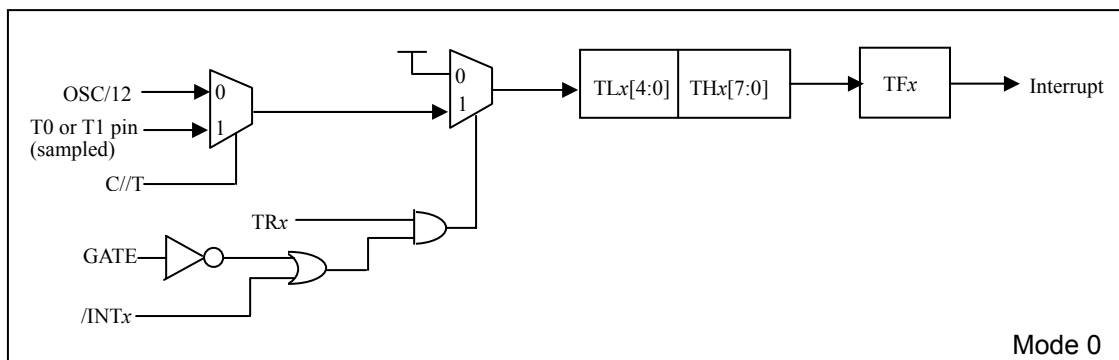 OSC/12
0
T0 or T1 pin
1
(sampled)
C//T
0
1
TLx[4:0]
THx[7:0]
TFx
Interrupt
TRx
GATE
/INTx
Mode 0